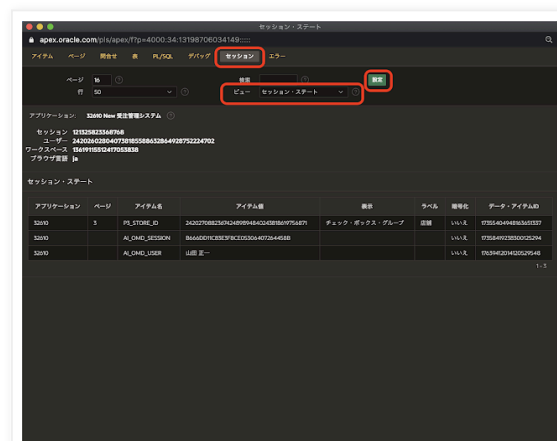 セッション・ステート
apex.oracle.com/pls/apex/f?p=4000:34:13198706034149:::::
アイテム ページ 問合せ 表 PL/SQL デバッグ セッション エラー
ページ 16 検索 設定
行 50 ビュー セッション・ステート
アプリケーション: 32610 New 受注管理システム
セッション 121325823368768
ユーザー
ワークスペース
ブラウザ言語 ja
セッション・ステート
アプリケーション ページ アイテム名 アイテム値 表示 ラベル 暗号化 データ・アイテムID
32610 3 P3_STORE_ID チェック・ボックス・グループ 店舗 いいえ
32610 AI_OMD_SESSION いいえ
32610 AI_OMD_USER 山田 正一 いいえ
1 - 3